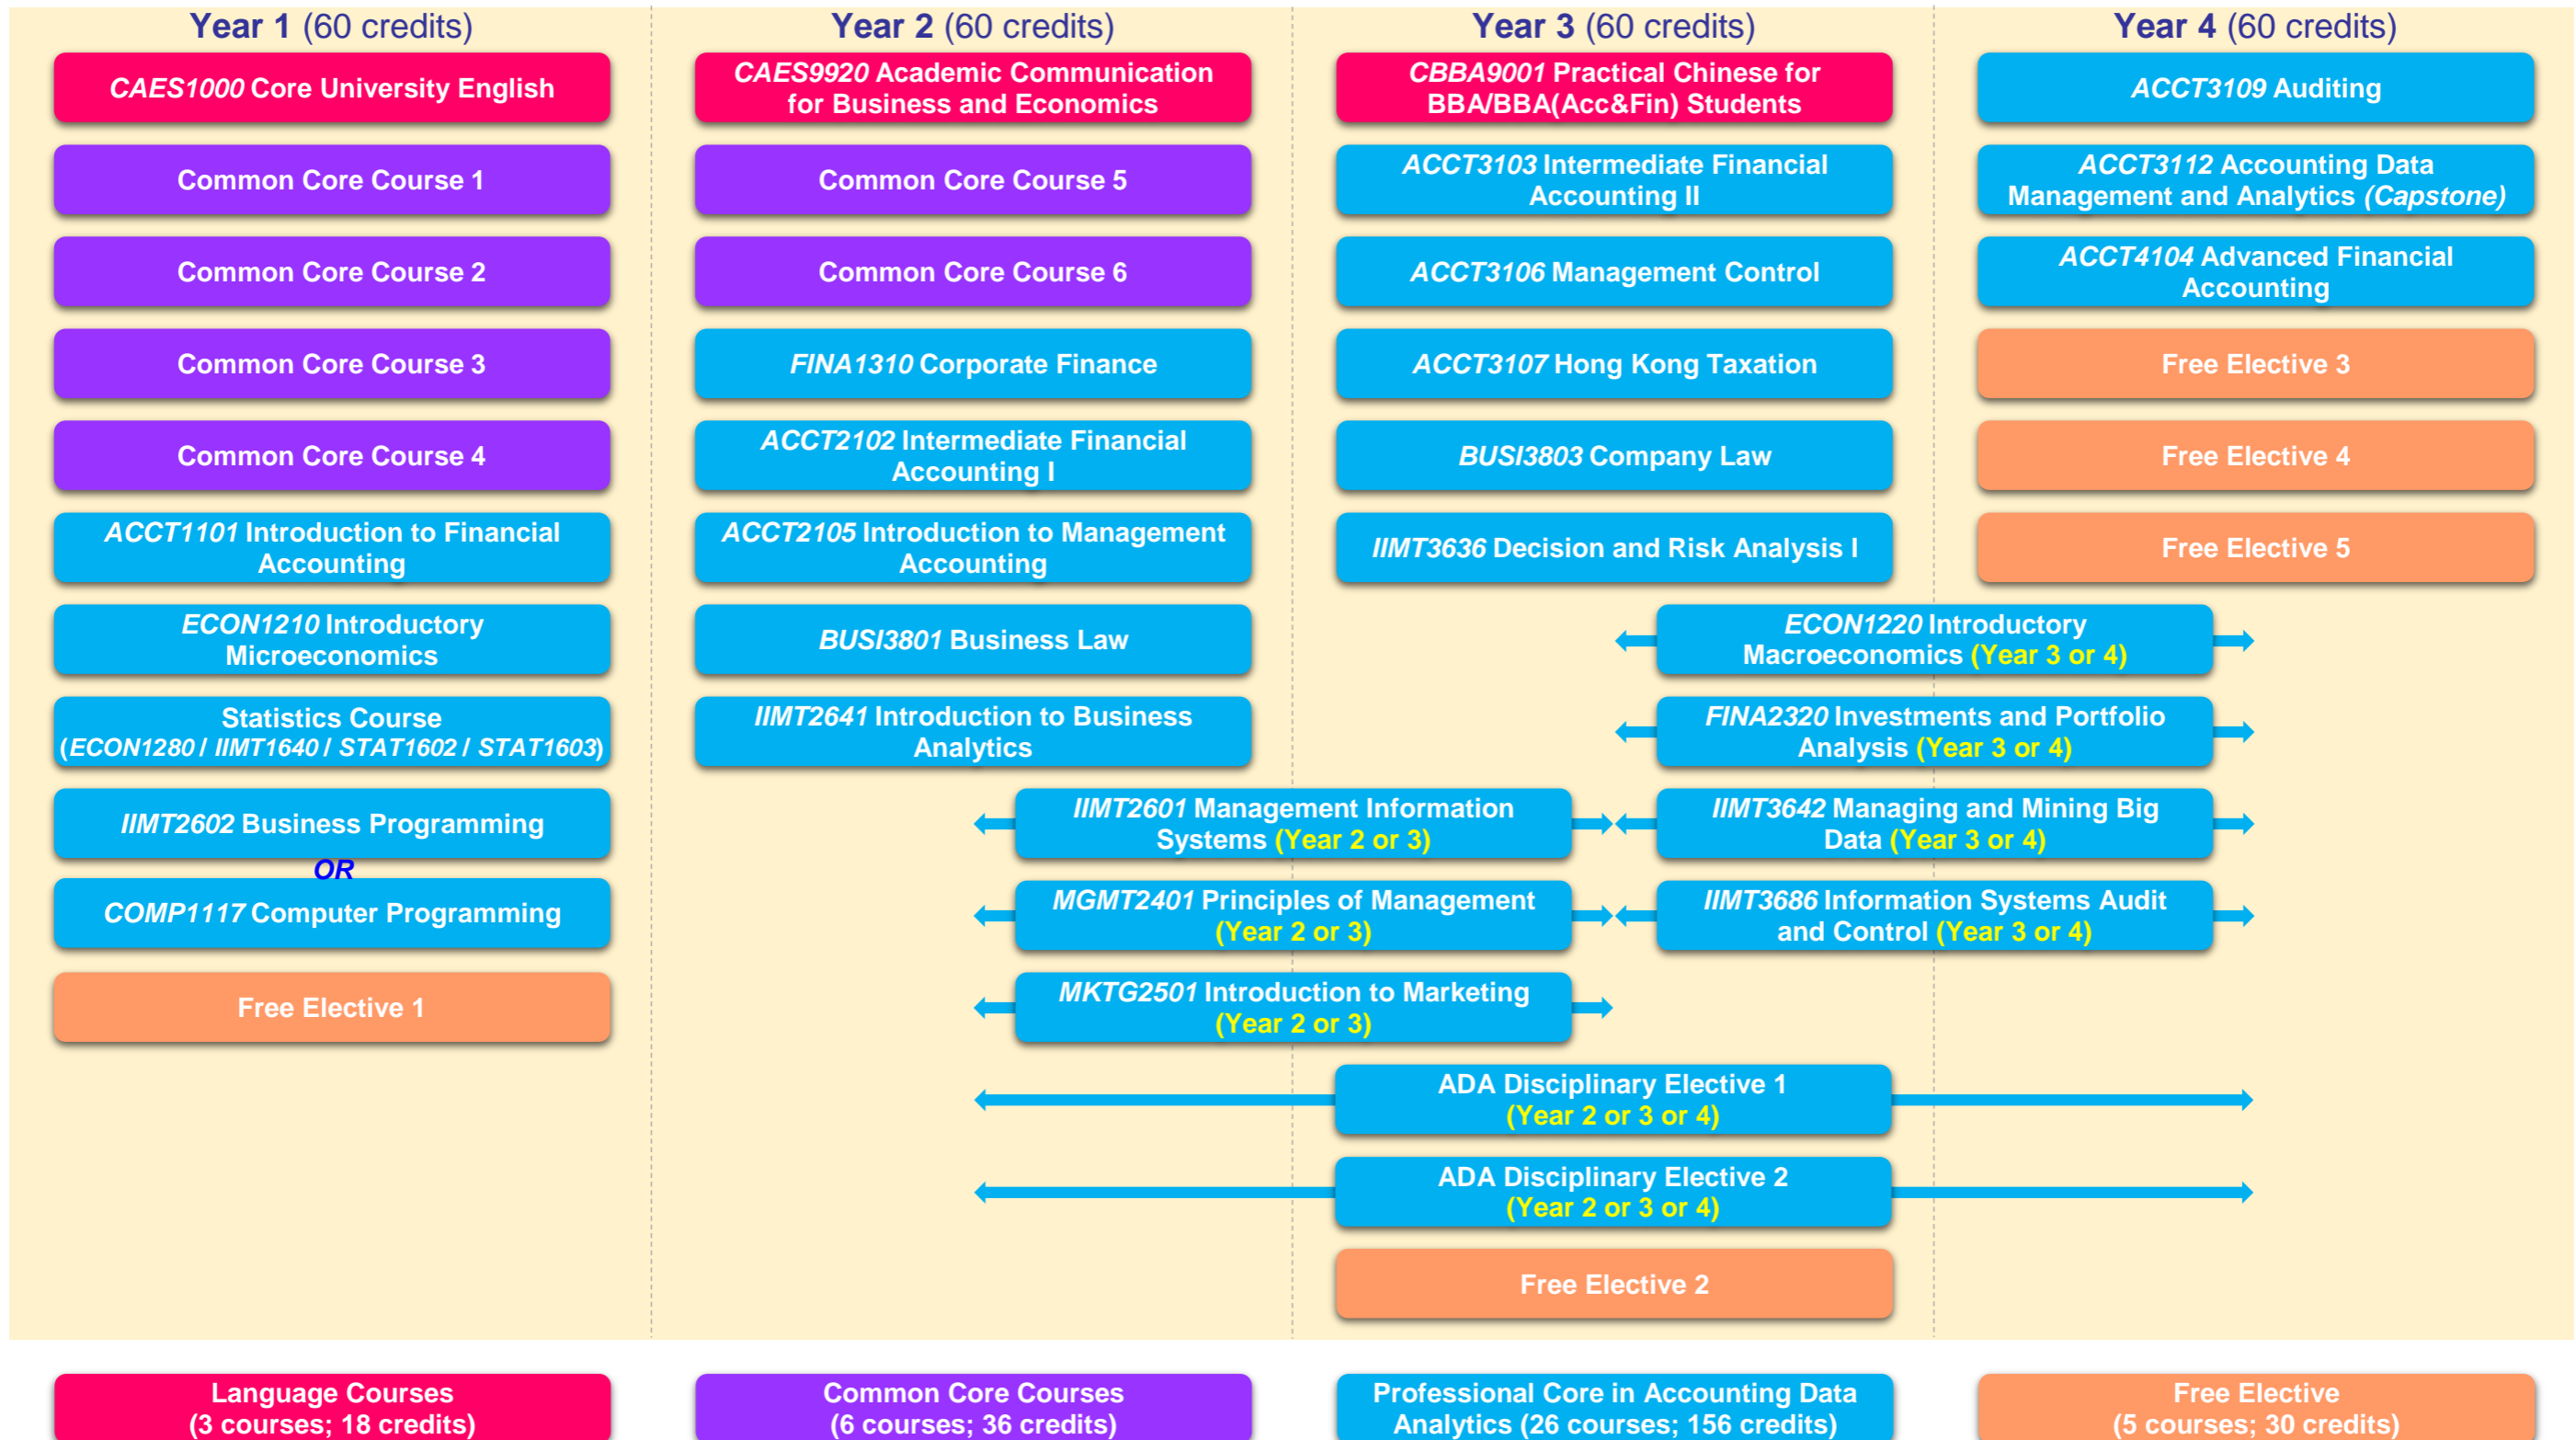 Year 1 (60 credits)
CAES1000 Core University English
Common Core Course 1
Common Core Course 2
Common Core Course 3
Common Core Course 4
ACCT1101 Introduction to Financial
Accounting
ECON1210 Introductory
Microeconomics
Statistics Course
(ECON1280 / IIMT1640 / STAT1602 / STAT1603)
IIMT2602 Business Programming
OR
COMP1117 Computer Programming
Free Elective 1
Year 2 (60 credits)
CAES9920 Academic Communication
for Business and Economics
Common Core Course 5
Common Core Course 6
FINA1310 Corporate Finance
ACCT2102 Intermediate Financial
Accounting I
ACCT2105 Introduction to Management
Accounting
BUSI3801 Business Law
IIMT2641 Introduction to Business
Analytics
IIMT2601 Management Information
Systems (Year 2 or 3)
MGMT2401 Principles of Management
(Year 2 or 3)
MKTG2501 Introduction to Marketing
(Year 2 or 3)
Year 3 (60 credits)
CBBA9001 Practical Chinese for
BBA/BBA(Acc&Fin) Students
ACCT3103 Intermediate Financial
Accounting II
ACCT3106 Management Control
ACCT3107 Hong Kong Taxation
BUSI3803 Company Law
IIMT3636 Decision and Risk Analysis I
ECON1220 Introductory
Macroeconomics (Year 3 or 4)
FINA2320 Investments and Portfolio
Analysis (Year 3 or 4)
IIMT3642 Managing and Mining Big
Data (Year 3 or 4)
IIMT3686 Information Systems Audit
and Control (Year 3 or 4)
ADA Disciplinary Elective 1
(Year 2 or 3 or 4)
ADA Disciplinary Elective 2
(Year 2 or 3 or 4)
Free Elective 2
Year 4 (60 credits)
ACCT3109 Auditing
ACCT3112 Accounting Data
Management and Analytics (Capstone)
ACCT4104 Advanced Financial
Accounting
Free Elective 3
Free Elective 4
Free Elective 5
Language Courses
(3 courses; 18 credits)
Common Core Courses
(6 courses; 36 credits)
Professional Core in Accounting Data
Analytics (26 courses; 156 credits)
Free Elective
(5 courses; 30 credits)